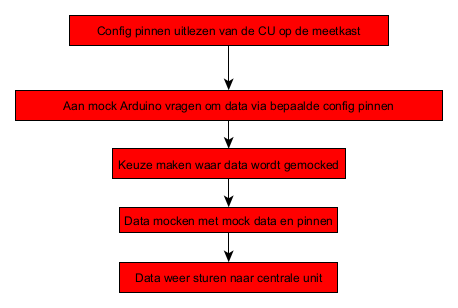 Config pinnen uitlezen van de CU op de meetkast
Aan mock Arduino vragen om data via bepaalde config pinnen
Keuze maken waar data wordt gemocked
Data mocken met mock data en pinnen
Data weer sturen naar centrale unit